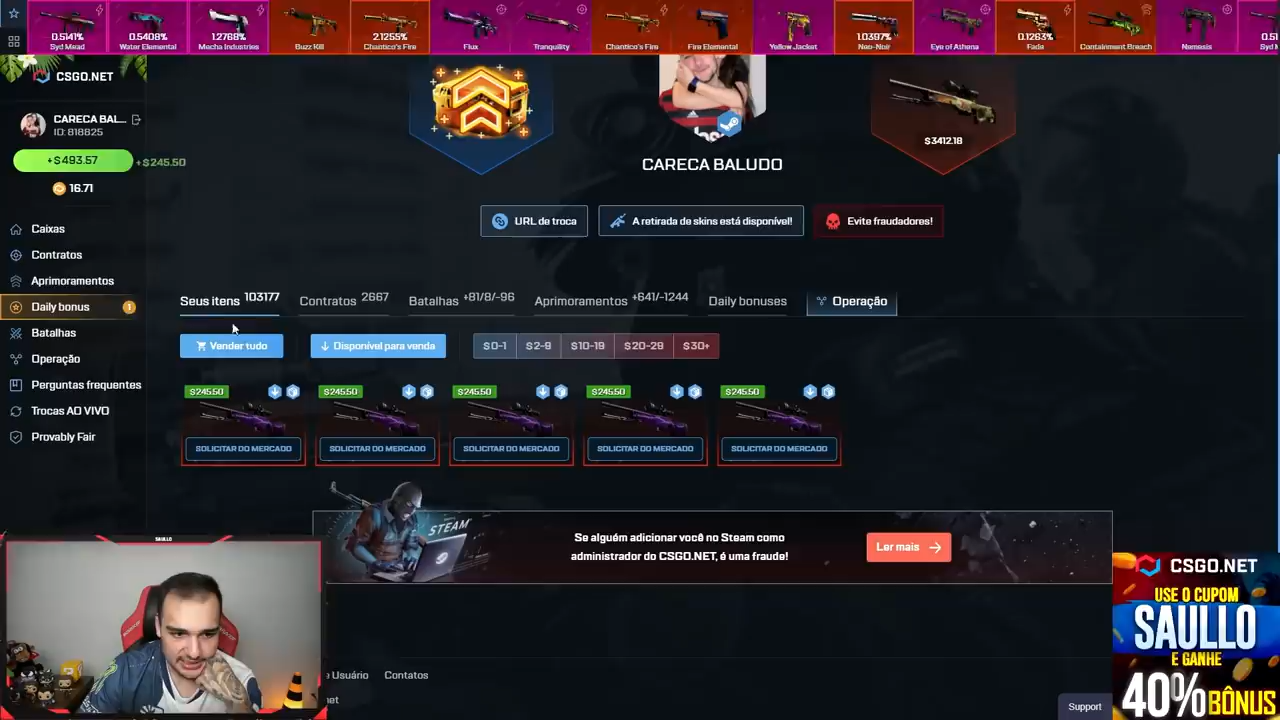 0.5141%
Syd Mead
0.5408%
Water Elemental
1.2768%
Mecha Industries
Buzz Kill
2.1255%
Chantico's Fire
Flux
Tranquility
Chantico's Fire
Fire Elemental
Yellow Jacket
1.0397%
Neo-Noir
Eye of Athena
0.1263%
Fade
Containment Breach
Nemesis
0.51
Syd M
CSGO.NET
CARECA BAL...
ID: 818825
+$493.57
+$245.50
16.71
$3412.18
CARECA BALUDO
URL de troca
A retirada de skins está disponível!
Evite fraudadores!
Caixas
Contratos
Aprimoramentos
Daily bonus
1
Batalhas
Operação
Perguntas frequentes
Trocas AO VIVO
Provably Fair
Seus itens 103177
Contratos 2667
Batalhas +81/8/-96
Aprimoramentos +641/-1244
Daily bonuses
Operação
Vender tudo
Disponível para venda
$0-1
$2-9
$10-19
$20-29
$30+
$245.50
$245.50
$245.50
$245.50
$245.50
SOLICITAR DO MERCADO
SOLICITAR DO MERCADO
SOLICITAR DO MERCADO
SOLICITAR DO MERCADO
SOLICITAR DO MERCADO
STEAM
Se alguém adicionar você no Steam como
administrador do CSGO.NET, é uma fraude!
Ler mais
SAULLO
e Usuário
Contatos
net
Support
CSGO.NET
USE O CUPOM
SAULLO
E GANHE
40% BÔNUS